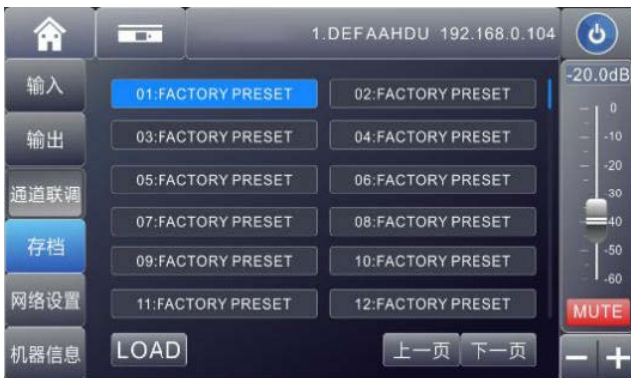 1.DEFAAHDU 192.168.0.104
输入
输出
通道联调
存档
网络设置
机器信息
01:FACTORY PRESET
02:FACTORY PRESET
03:FACTORY PRESET
04:FACTORY PRESET
05:FACTORY PRESET
06:FACTORY PRESET
07:FACTORY PRESET
08:FACTORY PRESET
09:FACTORY PRESET
10:FACTORY PRESET
11:FACTORY PRESET
12:FACTORY PRESET
LOAD
上一页
下一页
-20.0dB
0
-10
-20
-30
-40
-50
-60
MUTE
− +